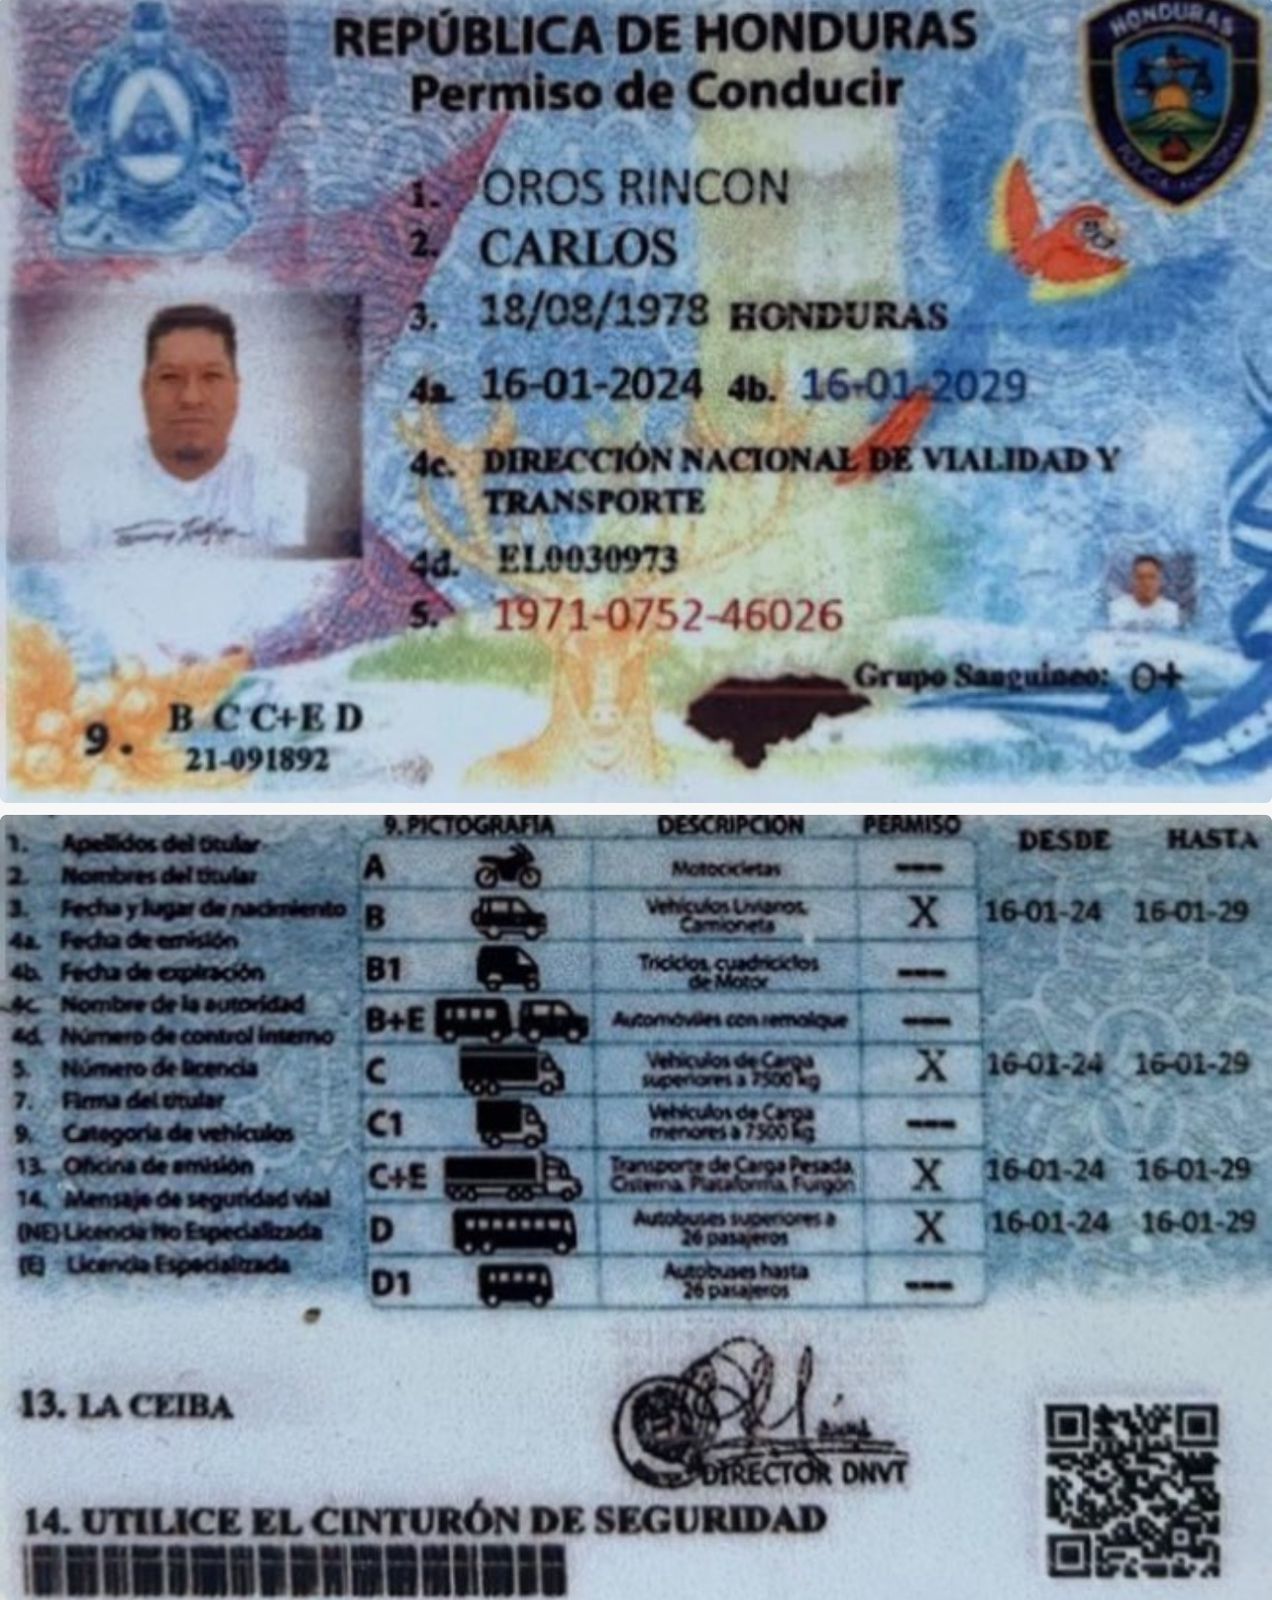 REPÚBLICA DE HONDURAS
Permiso de Conducir
HONDURAS
POLICIA NACIONAL
1. OROS RINCON
2. CARLOS
3. 18/08/1978 HONDURAS
4a. 16-01-2024 4b. 16-01-2029
4c. DIRECCIÓN NACIONAL DE VIALIDAD Y
TRANSPORTE
4d. EL0030973
5. 1971-0752-46026
Grupo Sanguineo: O+
9. B C C+E D
21-091892
1. Apellidos del titular
2. Nombres del titular
3. Fecha y lugar de nacimiento
4a. Fecha de emisión
4b. Fecha de expiración
4c. Nombre de la autoridad
4d. Número de control interno
5. Número de licencia
7. Firma del titular
9. Categoría de vehículos
13. Oficina de emisión
14. Mensaje de seguridad vial
(NE) Licencia No Especializada
(E) Licencia Especializada
9. PICTOGRAFIA DESCRIPCIÓN PERMISO DESDE HASTA
A Motocicletas ---
B Vehículos Livianos, Camioneta X 16-01-24 16-01-29
B1 Triciclos, cuadriciclos de Motor ---
B+E Automóviles con remolque ---
C Vehículos de Carga superiores a 7500 kg X 16-01-24 16-01-29
C1 Vehículos de Carga menores a 7500 kg ---
C+E Transporte de Carga Pesada, Cisterna, Plataforma, Furgón X 16-01-24 16-01-29
D Autobuses superiores a 26 pasajeros X 16-01-24 16-01-29
D1 Autobuses hasta 26 pasajeros ---
13. LA CEIBA
DIRECTOR DNVT
14. UTILICE EL CINTURÓN DE SEGURIDAD